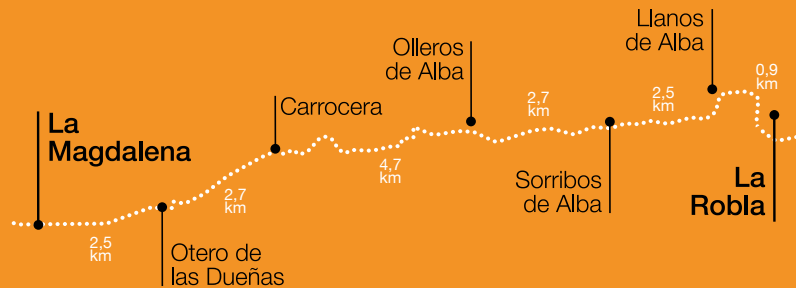 La
Magdalena
2,5
km
Otero de
las Dueñas
2,7
km
Carrocera
4,7
km
Olleros
de Alba
2,7
km
Sorribos
de Alba
2,5
km
Llanos
de Alba
0,9
km
La
Robla